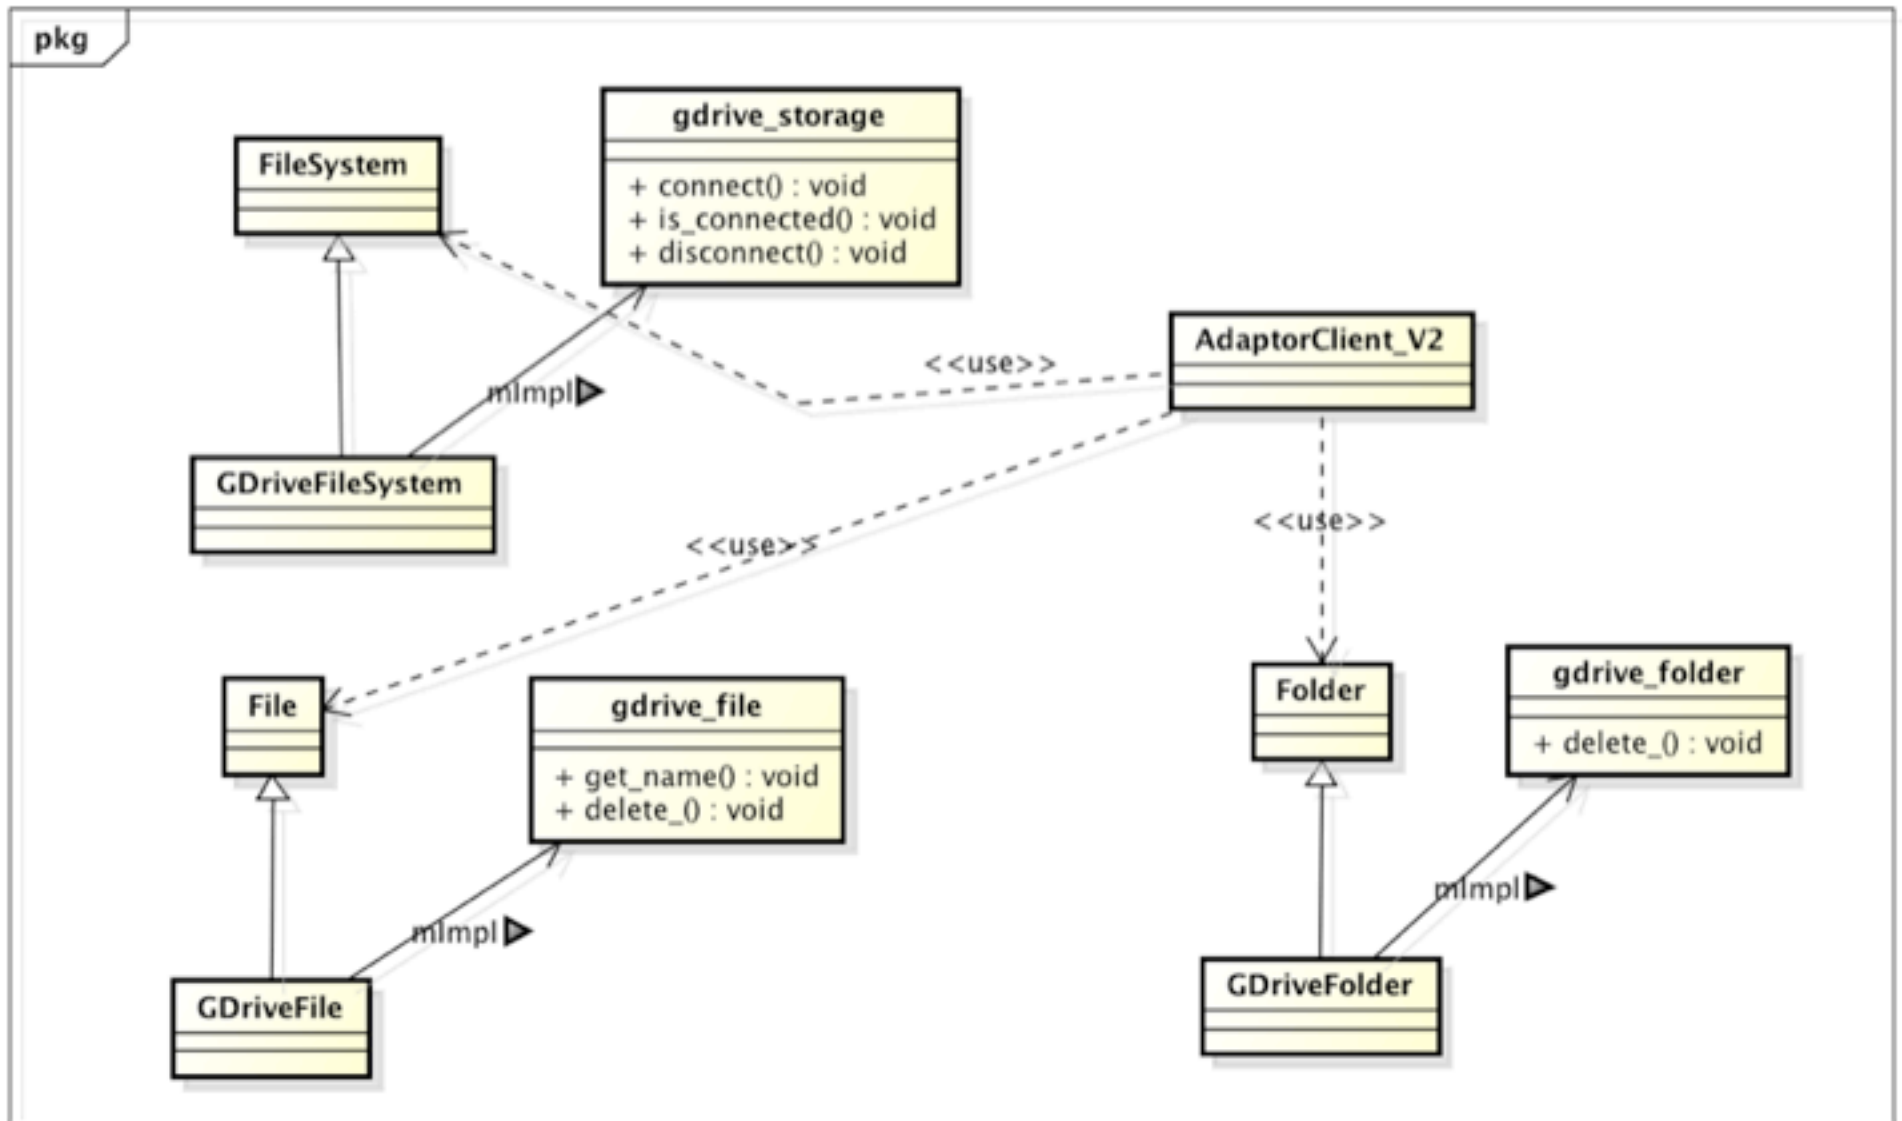 pkg
gdrive_storage
+ connect() : void
+ is_connected() : void
+ disconnect() : void
FileSystem
AdaptorClient_V2
<<use>>
mImpl
GDriveFileSystem
<<use>>
<<use>>
File
gdrive_file
+ get_name() : void
+ delete_() : void
Folder
gdrive_folder
+ delete_() : void
mImpl
mImpl
GDriveFile
GDriveFolder